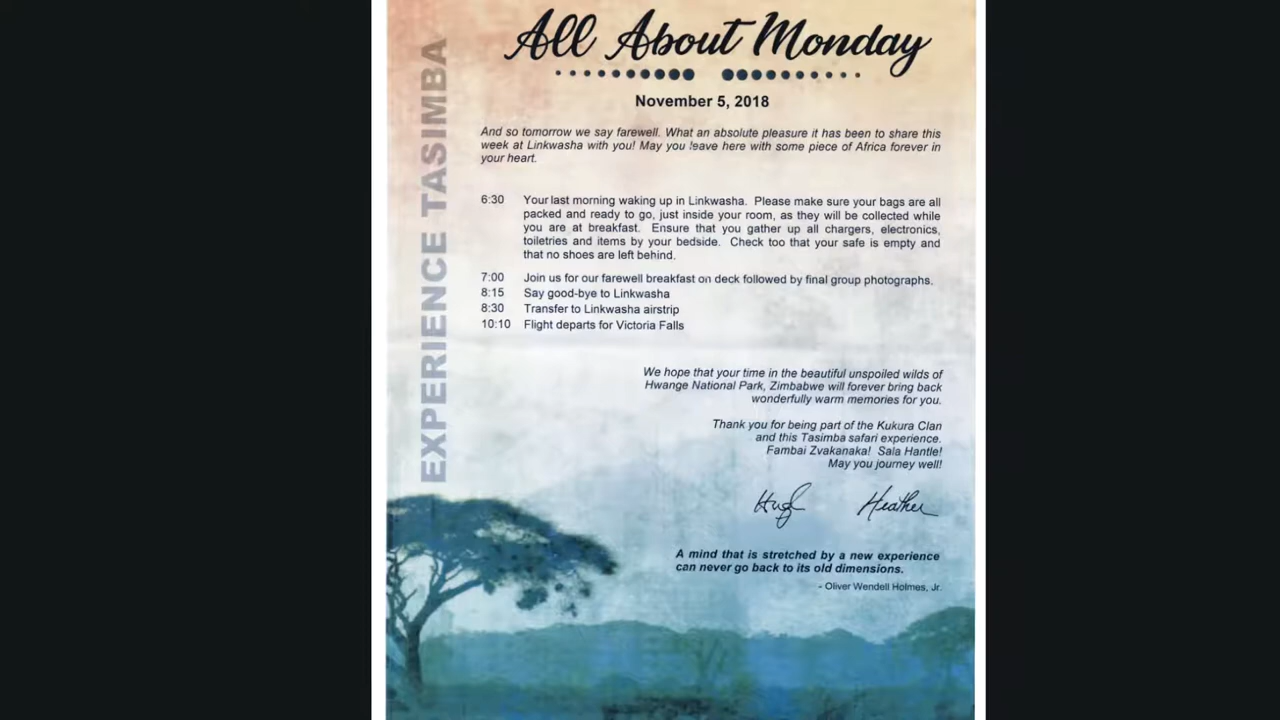 All About Monday
November 5, 2018
And so tomorrow we say farewell. What an absolute pleasure it has been to share this
week at Linkwasha with you! May you leave here with some piece of Africa forever in
your heart.
6:30 Your last morning waking up in Linkwasha. Please make sure your bags are all
packed and ready to go, just inside your room, as they will be collected while
you are at breakfast. Ensure that you gather up all chargers, electronics,
toiletries and items by your bedside. Check too that your safe is empty and
that no shoes are left behind.
7:00 Join us for our farewell breakfast on deck followed by final group photographs.
8:15 Say good-bye to Linkwasha
8:30 Transfer to Linkwasha airstrip
10:10 Flight departs for Victoria Falls
We hope that your time in the beautiful unspoiled wilds of
Hwange National Park, Zimbabwe will forever bring back
wonderfully warm memories for you.
Thank you for being part of the Kukura Clan
and this Tasimba safari experience.
Fambai Zvakanaka! Sala Hantle!
May you journey well!
Hugh Heather
A mind that is stretched by a new experience
can never go back to its old dimensions.
- Oliver Wendell Holmes, Jr.
EXPERIENCE TASIMBA